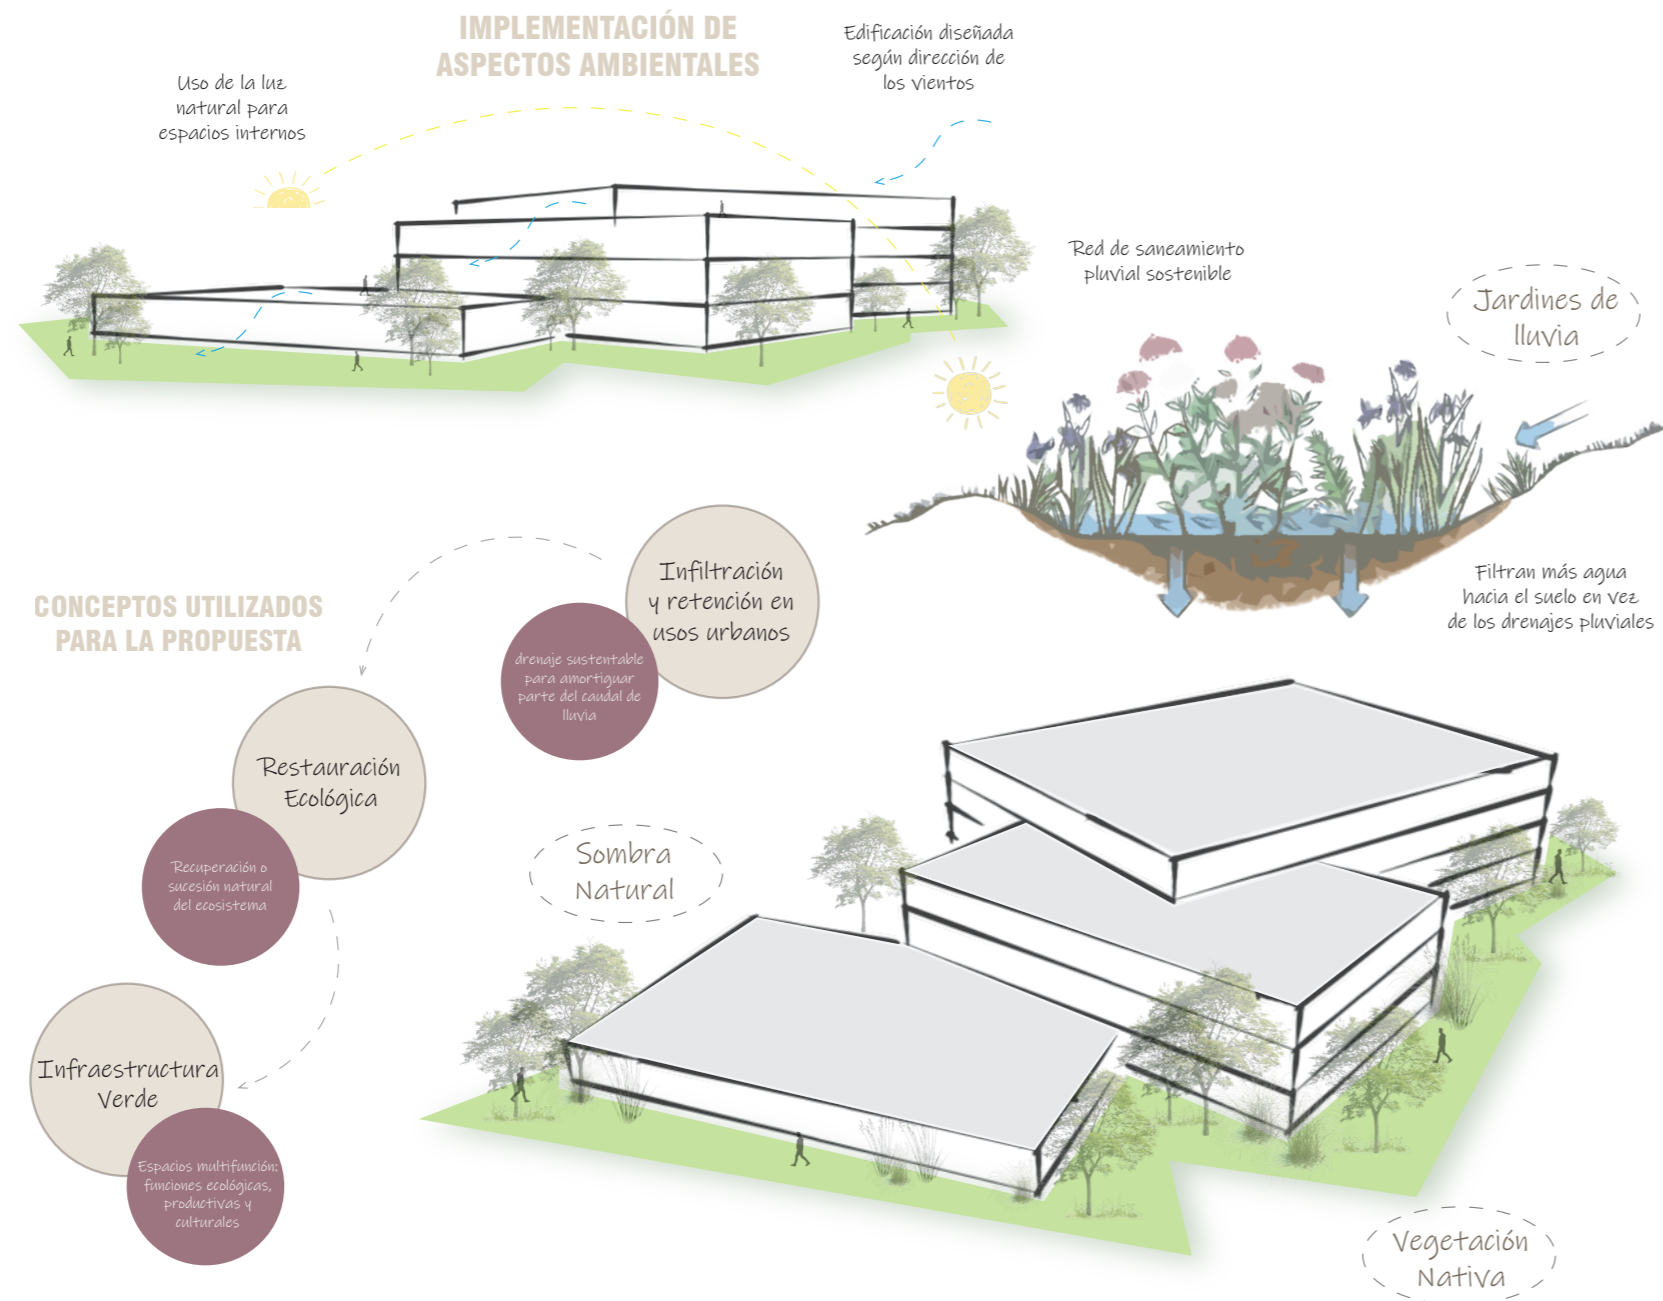 IMPLEMENTACIÓN DE
ASPECTOS AMBIENTALES
Uso de la luz
natural para
espacios internos
Edificación diseñada
según dirección de
los vientos
Red de saneamiento
pluvial sostenible
Jardines de
lluvia
Filtran más agua
hacia el suelo en vez
de los drenajes pluviales
CONCEPTOS UTILIZADOS
PARA LA PROPUESTA
Infiltración
y retención en
usos urbanos
drenaje sustentable
para amortiguar
parte del caudal de
lluvia
Restauración
Ecológica
Recuperación o
sucesión natural
del ecosistema
Infraestructura
Verde
Espacios multifunción:
funciones ecológicas,
productivas y
culturales
Sombra
Natural
Vegetación
Nativa